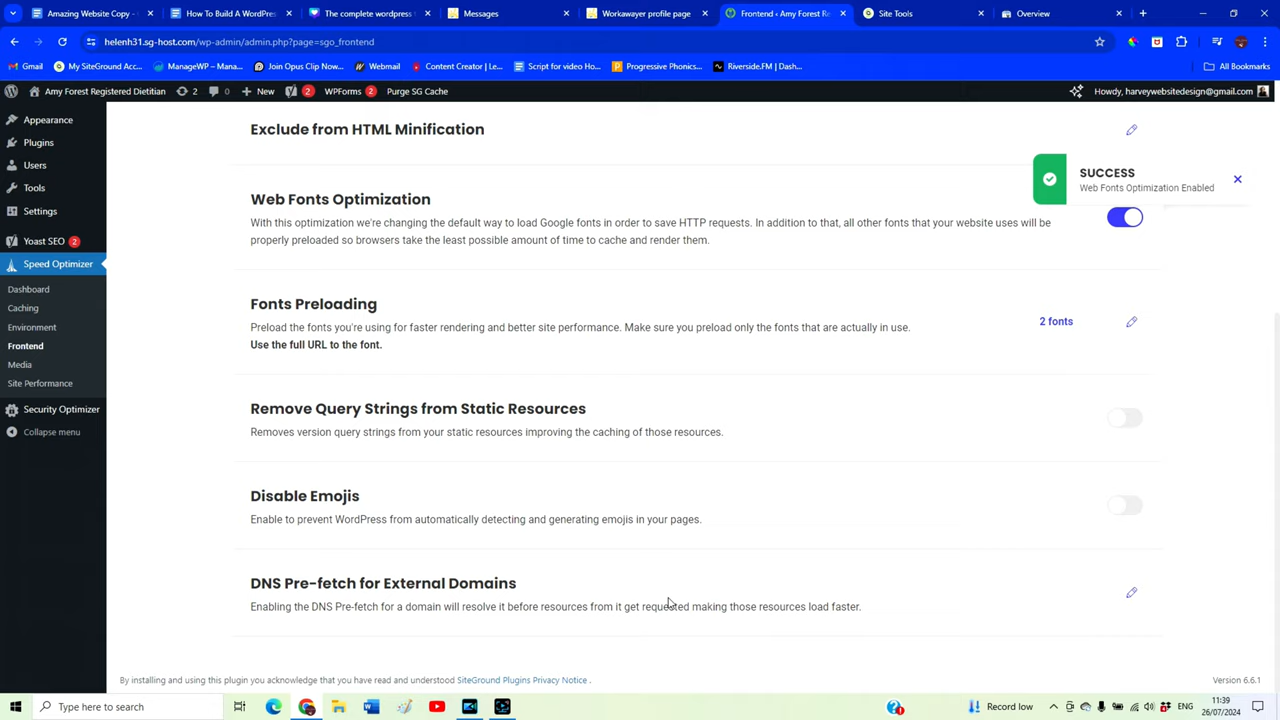 Amazing Website Copy -
How To Build A WordPres
The complete wordpress
Messages
Workawayer profile page
Frontend ‹ Amy Forest Re
Site Tools
Overview
helenh31.sg-host.com/wp-admin/admin.php?page=sgo_frontend
Gmail
My SiteGround Acc...
ManageWP – Mana...
Join Opus Clip Now...
Webmail
Content Creator | Le...
Script for video Ho...
Progressive Phonics...
Riverside.FM | Dash...
All Bookmarks
Amy Forest Registered Dietitian
2
0
New
2
WPForms 2
Purge SG Cache
Howdy, harveywebsitedesign@gmail.com
Appearance
Plugins
Users
Tools
Settings
Yoast SEO 2
Speed Optimizer
Dashboard
Caching
Environment
Frontend
Media
Site Performance
Security Optimizer
Collapse menu
Exclude from HTML Minification
SUCCESS
Web Fonts Optimization Enabled
Web Fonts Optimization
With this optimization we're changing the default way to load Google fonts in order to save HTTP requests. In addition to that, all other fonts that your website uses will be
properly preloaded so browsers take the least possible amount of time to cache and render them.
Fonts Preloading
Preload the fonts you're using for faster rendering and better site performance. Make sure you preload only the fonts that are actually in use.
Use the full URL to the font.
2 fonts
Remove Query Strings from Static Resources
Removes version query strings from your static resources improving the caching of those resources.
Disable Emojis
Enable to prevent WordPress from automatically detecting and generating emojis in your pages.
DNS Pre-fetch for External Domains
Enabling the DNS Pre-fetch for a domain will resolve it before resources from it get requested making those resources load faster.
By installing and using this plugin you acknowledge that you have read and understood SiteGround Plugins Privacy Notice .
Version 6.6.1
Type here to search
Record low
ENG
11:39
26/07/2024